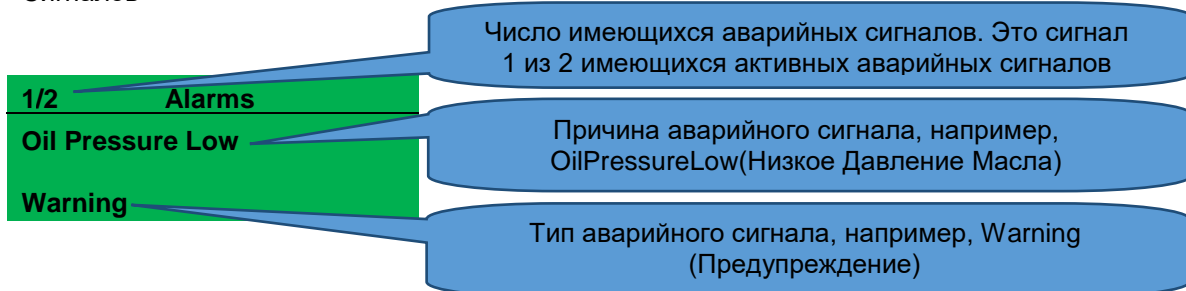 Число имеющихся аварийных сигналов. Это сигнал
1 из 2 имеющихся активных аварийных сигналов
1/2 Alarms
Oil Pressure Low
Причина аварийного сигнала, например,
OilPressureLow(Низкое Давление Масла)
Warning
Тип аварийного сигнала, например, Warning
(Предупреждение)